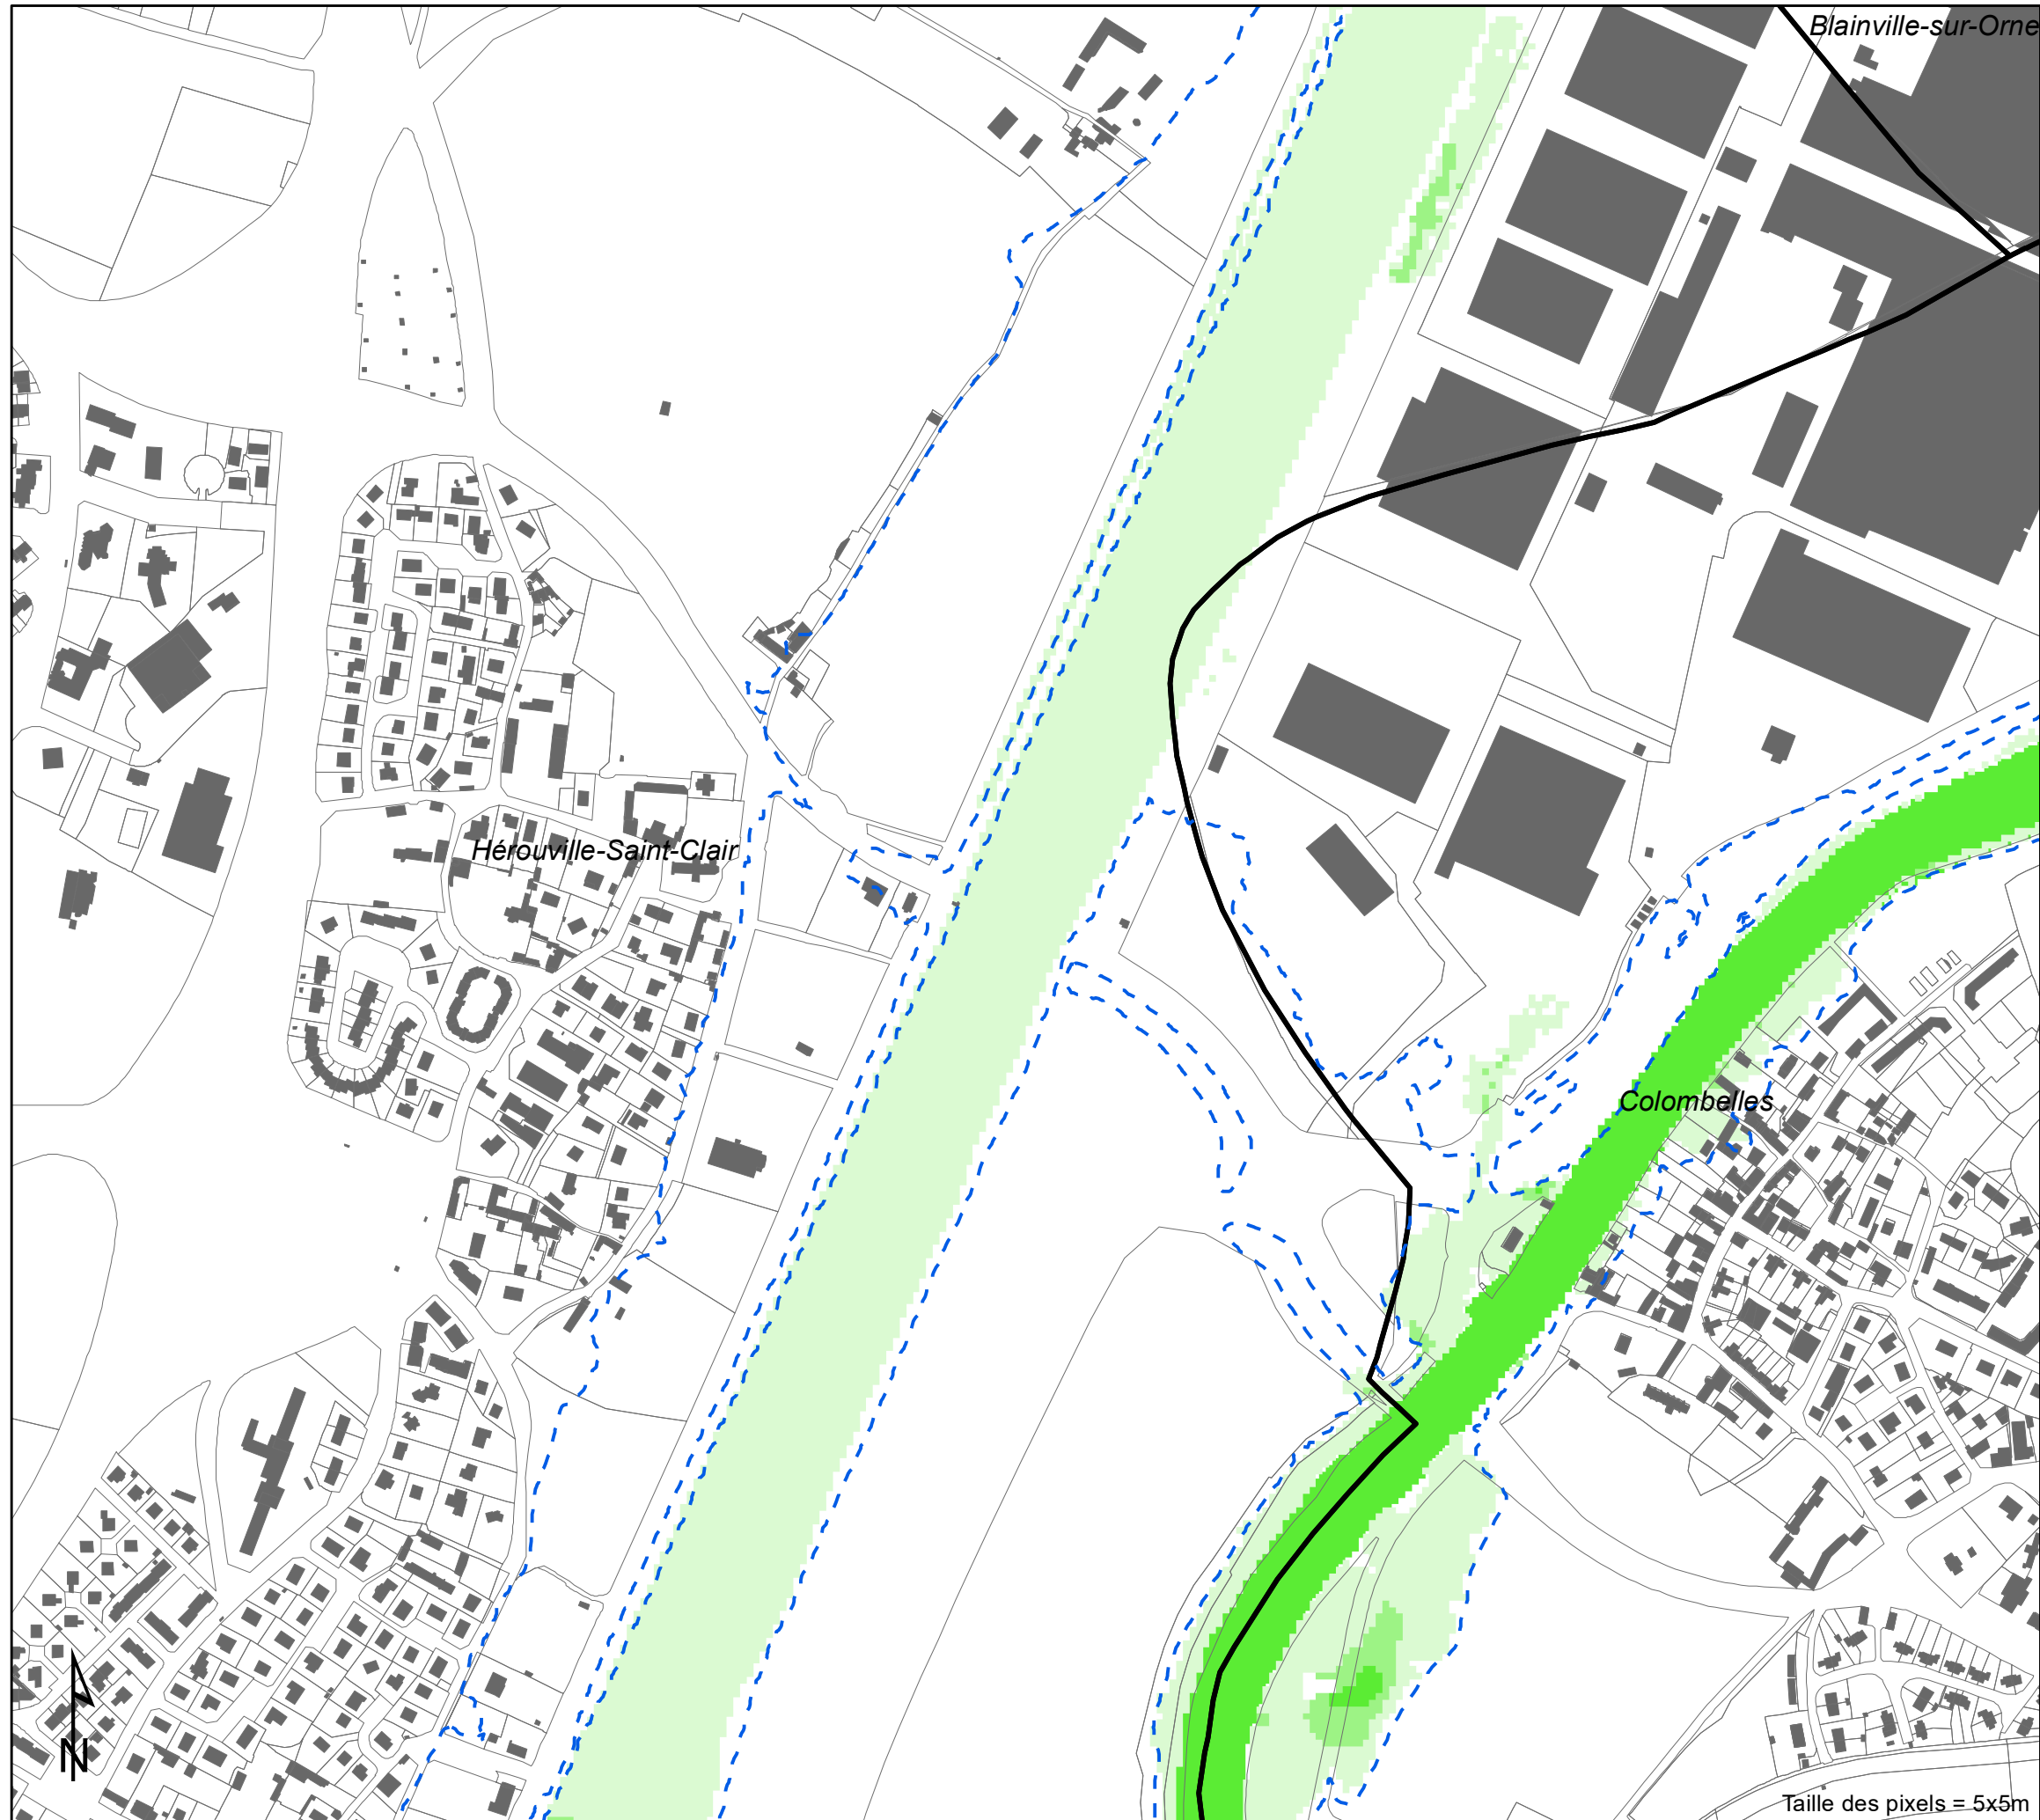 Blainville-sur-Orne
Hérouville-Saint-Clair
Colombelles
N
Taille des pixels = 5x5m